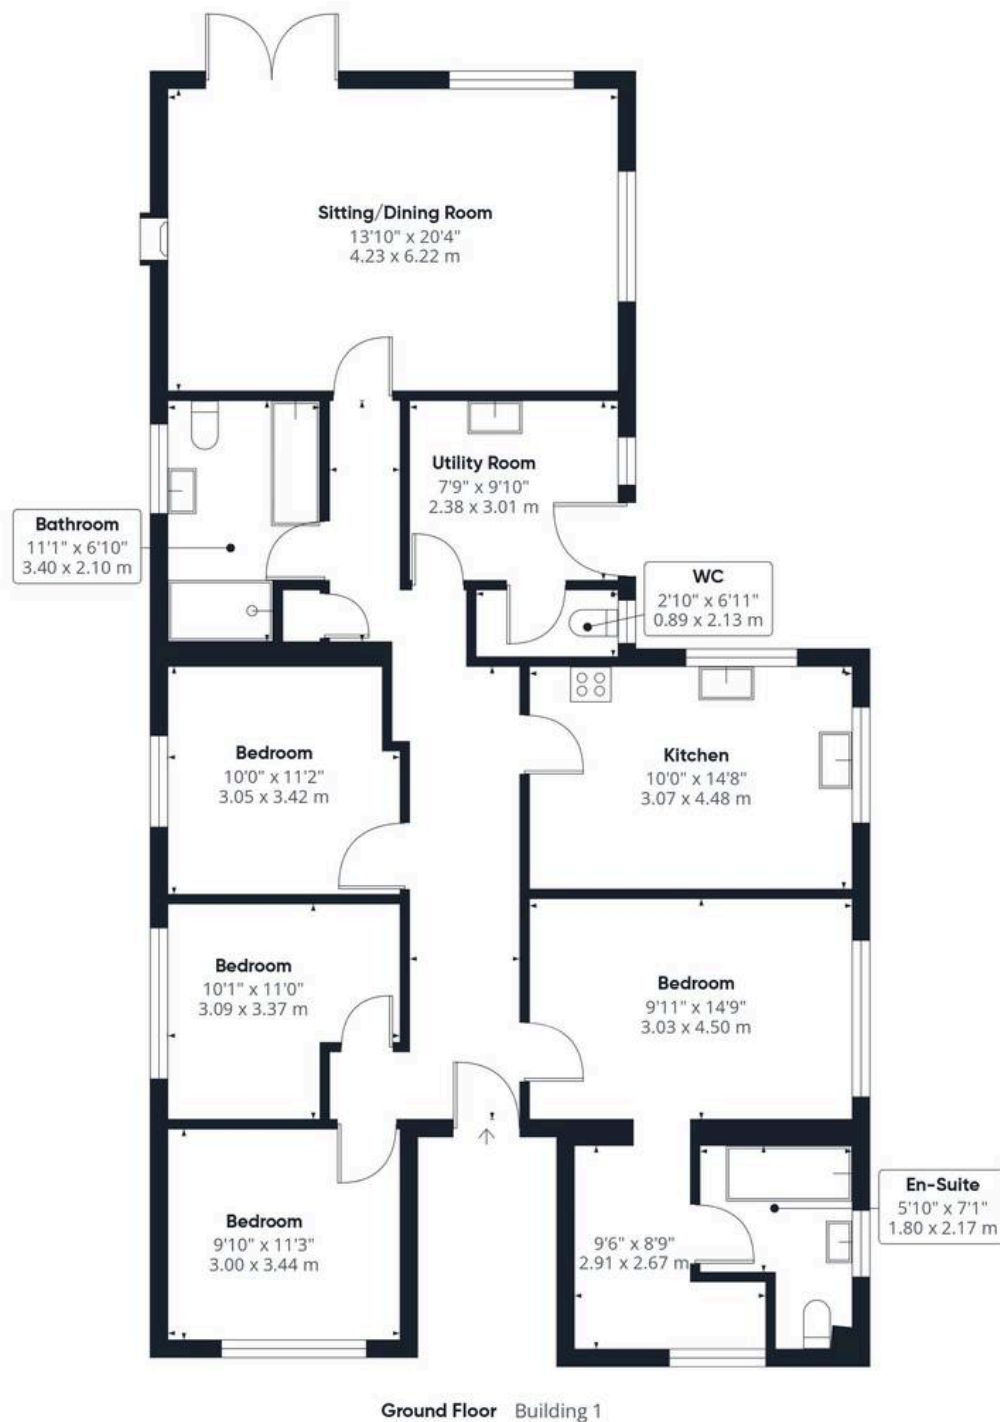 Sitting/Dining Room
13'10" x 20'4"
4.23 x 6.22 m
Utility Room
7'9" x 9'10"
2.38 x 3.01 m
Bathroom
11'1" x 6'10"
3.40 x 2.10 m
WC
2'10" x 6'11"
0.89 x 2.13 m
Bedroom
10'0" x 11'2"
3.05 x 3.42 m
Kitchen
10'0" x 14'8"
3.07 x 4.48 m
Bedroom
10'1" x 11'0"
3.09 x 3.37 m
Bedroom
9'11" x 14'9"
3.03 x 4.50 m
Bedroom
9'10" x 11'3"
3.00 x 3.44 m
9'6" x 8'9"
2.91 x 2.67 m
En-Suite
5'10" x 7'1"
1.80 x 2.17 m
Ground Floor Building 1